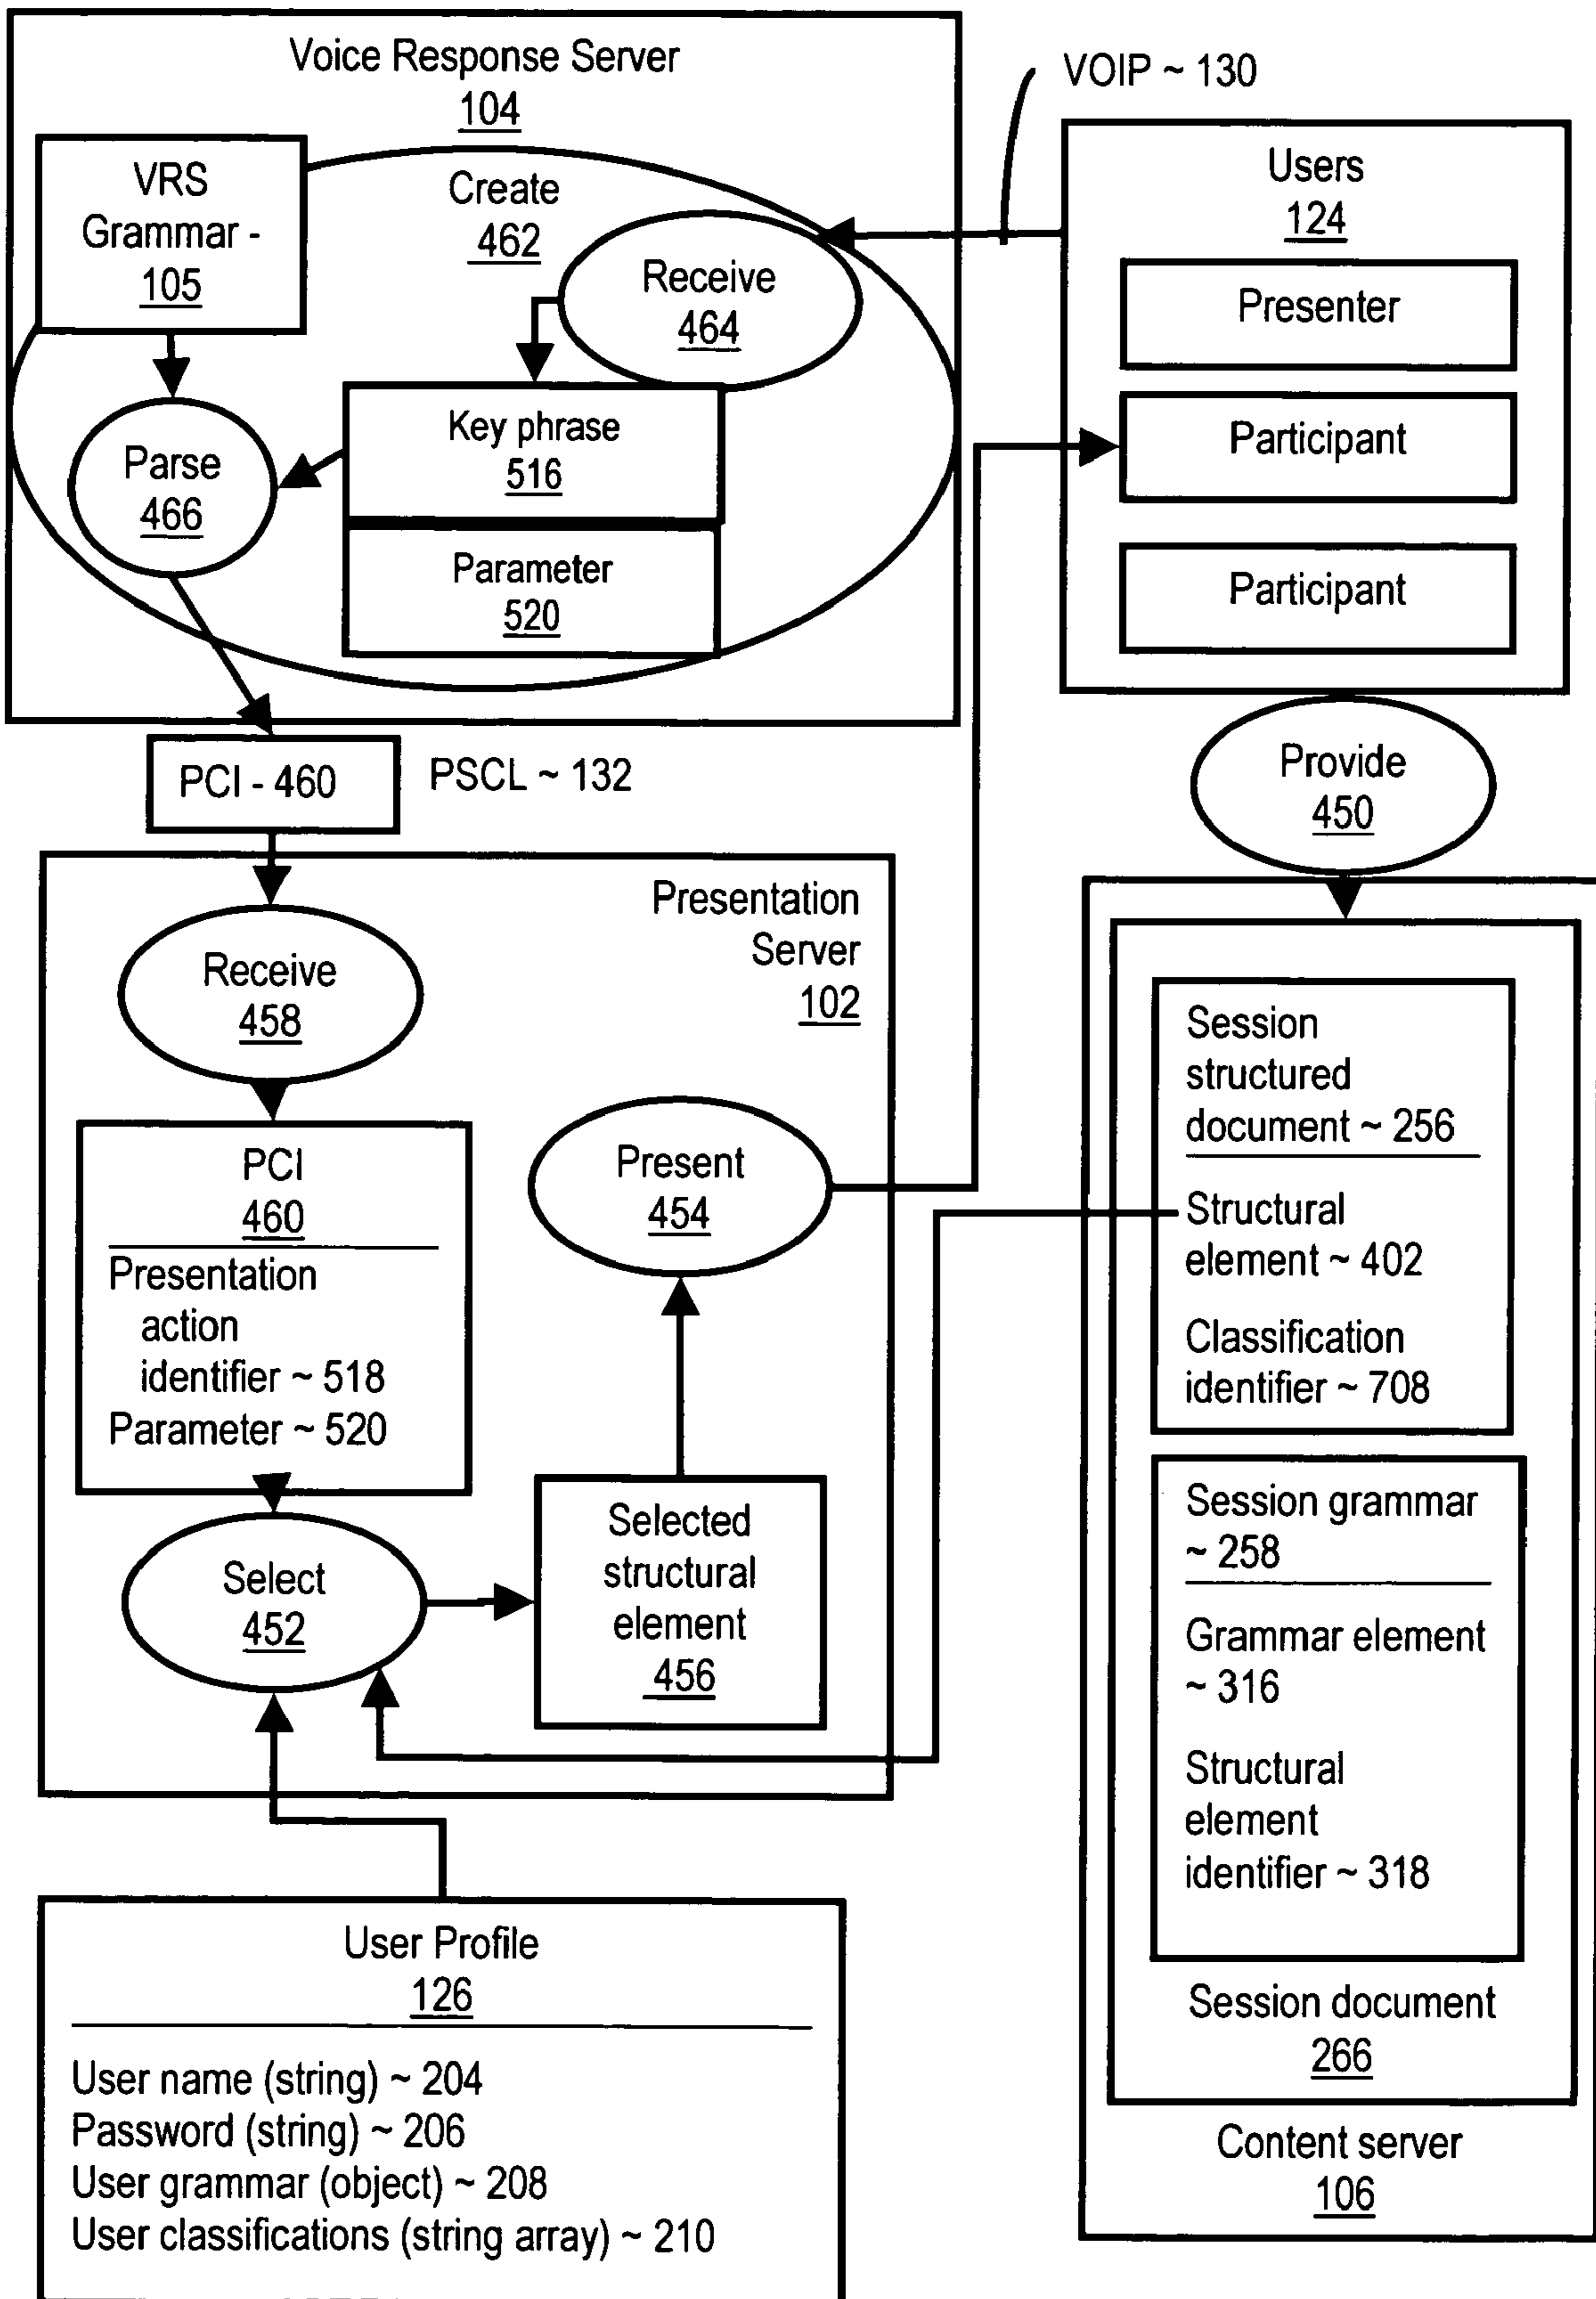 Voice Response Server
104
VOIP ~ 130
VRS
Grammar -
105
Create
462
Receive
464
Key phrase
516
Parse
466
Parameter
520
Users
124
Presenter
Participant
Participant
PCI - 460
PSCL ~ 132
Provide
450
Presentation
Server
102
Receive
458
PCI
460
Presentation
action
identifier ~ 518
Parameter ~ 520
Present
454
Select
452
Selected
structural
element
456
Session
structured
document ~ 256
Structural
element ~ 402
Classification
identifier ~ 708
Session grammar
~ 258
Grammar element
~ 316
Structural
element
identifier ~ 318
Session document
266
Content server
106
User Profile
126
User name (string) ~ 204
Password (string) ~ 206
User grammar (object) ~ 208
User classifications (string array) ~ 210